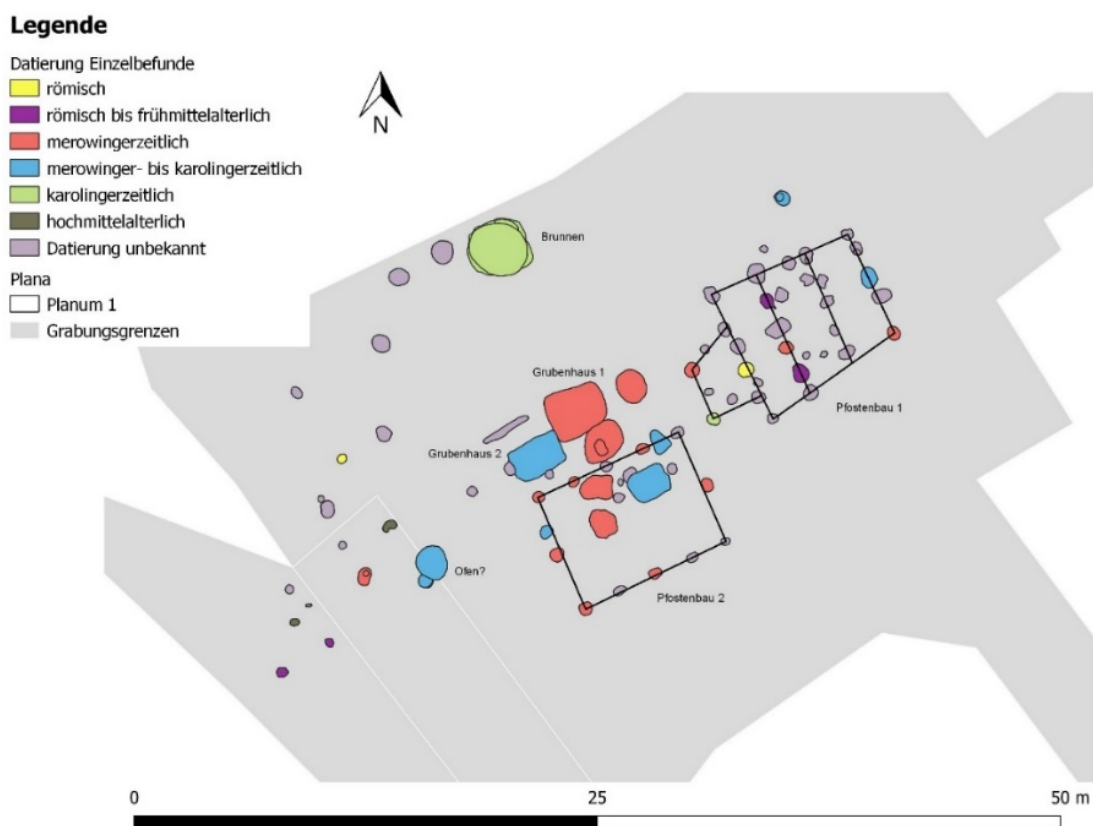 Legende
Datierung Einzelbefunde
römisch
römisch bis frühmittelalterlich
merowingerzeitlich
merowinger- bis karolingerzeitlich
karolingerzeitlich
hochmittelalterlich
Datierung unbekannt
Plana
Planum 1
Grabungsgrenzen
N
Brunnen
Grubenhaus 1
Pfostenbau 1
Grubenhaus 2
Ofen?
Pfostenbau 2
0 25 50 m